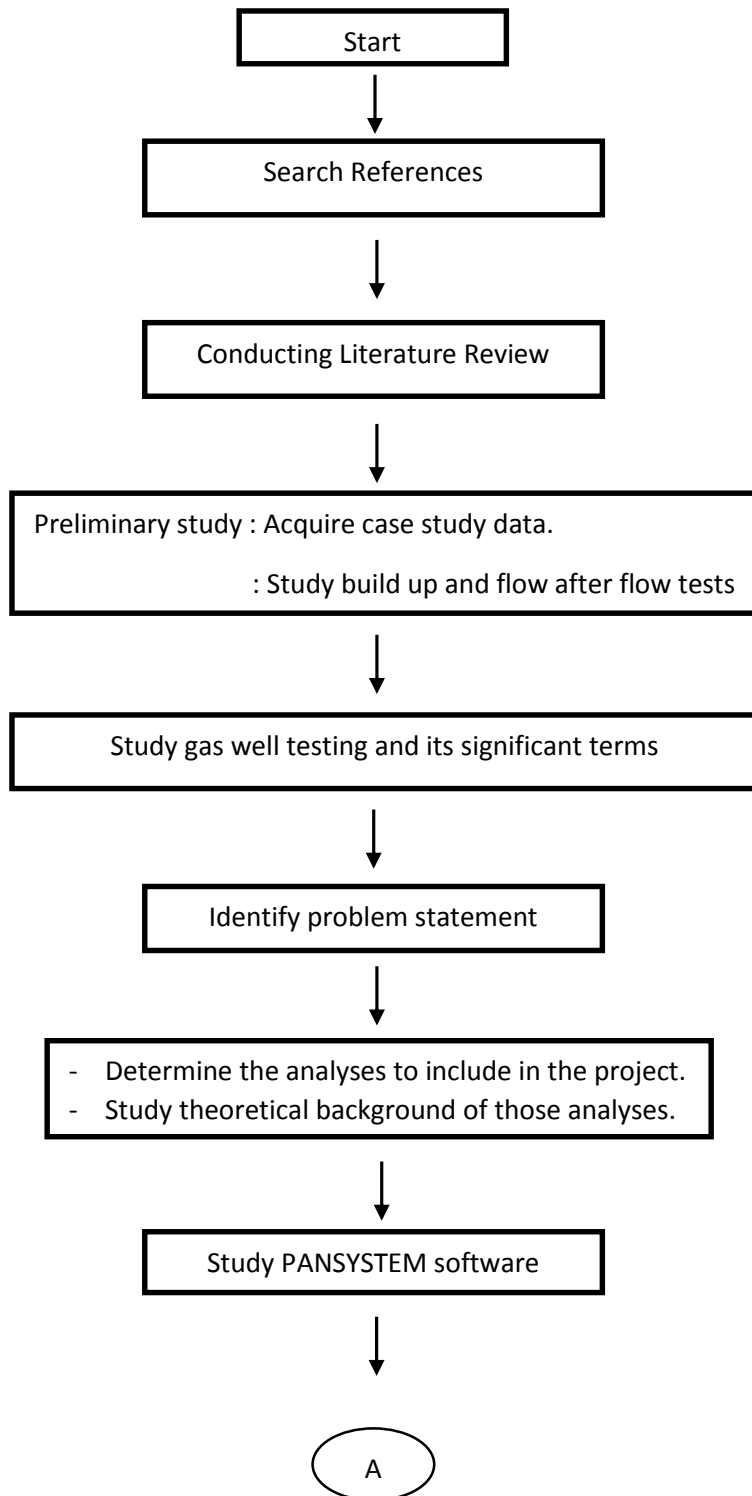 Start
Search References
Conducting Literature Review
Preliminary study : Acquire case study data.
: Study build up and flow after flow tests
Study gas well testing and its significant terms
Identify problem statement
- Determine the analyses to include in the project.
- Study theoretical background of those analyses.
Study PANSYSTEM software
A